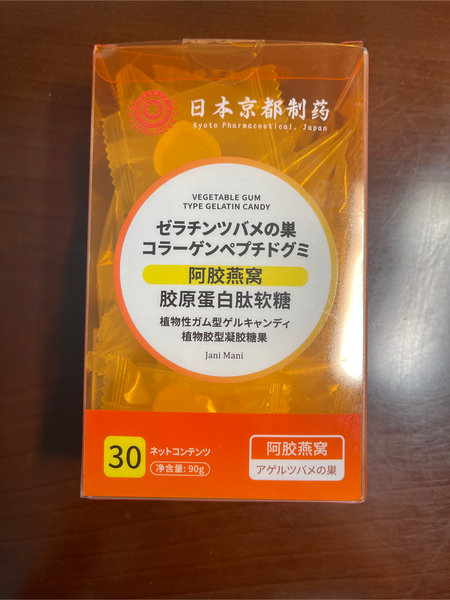 日本京都制药
Kyoto Pharmaceutical, Japan
VEGETABLE GUM
TYPE GELATIN CANDY
ゼラチンツバメの巣
コラーゲンペプチドグミ
阿胶燕窝
胶原蛋白肽软糖
植物性ガム型ゲルキャンディ
植物胶型凝胶糖果
Jani Mani
30
ネットコンテンツ
净含量: 90g
阿胶燕窝
アゲルツバメの巣